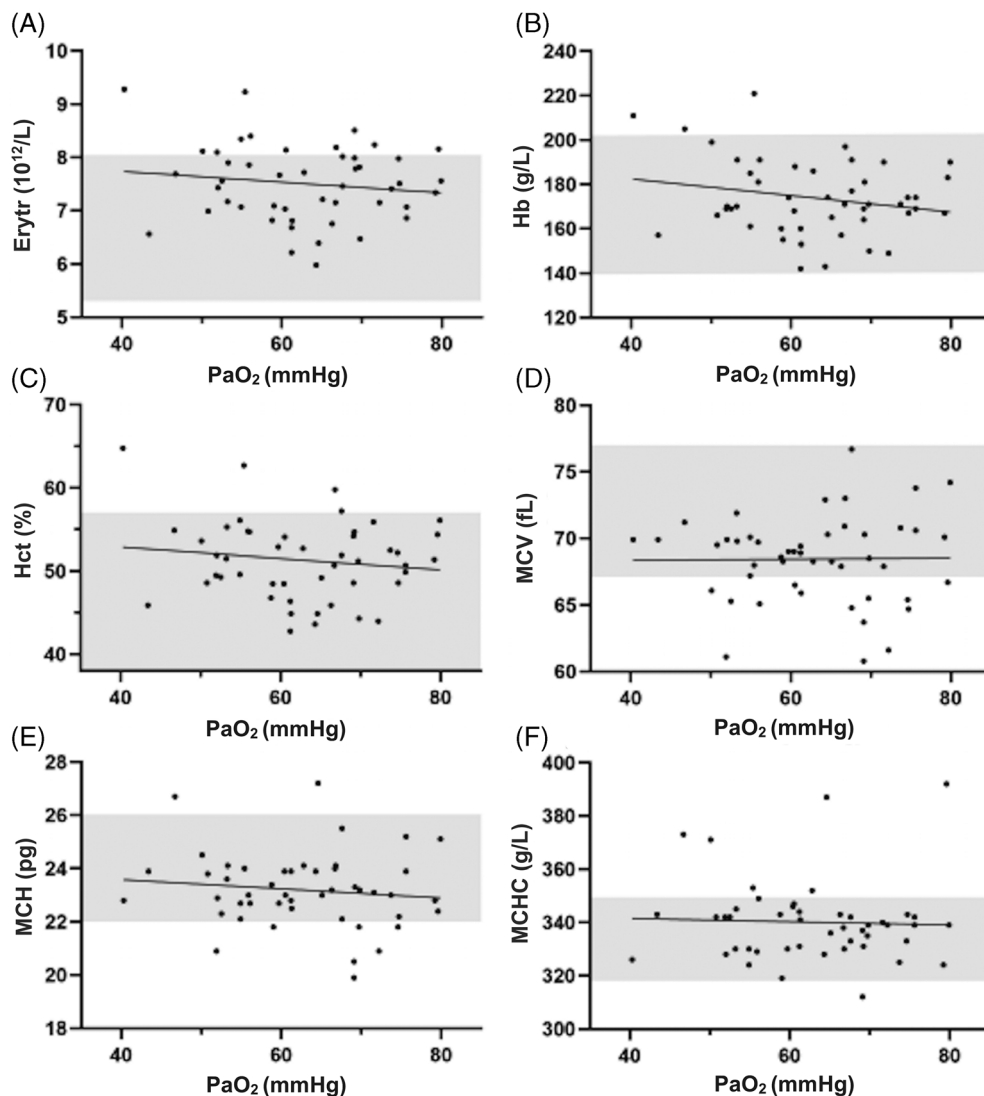 (A)
Erytr (10¹²/L)
10
9
8
7
6
5
40
60
80
PaO₂ (mmHg)
(B)
Hb (g/L)
240
220
200
180
160
140
120
40
60
80
PaO₂ (mmHg)
(C)
Hct (%)
70
60
50
40
40
60
80
PaO₂ (mmHg)
(D)
MCV (fL)
80
75
70
65
60
40
60
80
PaO₂ (mmHg)
(E)
MCH (pg)
28
26
24
22
20
18
40
60
80
PaO₂ (mmHg)
(F)
MCHC (g/L)
400
380
360
340
320
300
40
60
80
PaO₂ (mmHg)